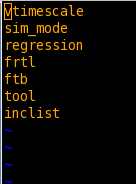 vtimescale
sim_mode
regression
frtl
ftb
tool
inclist
~
~
~
~